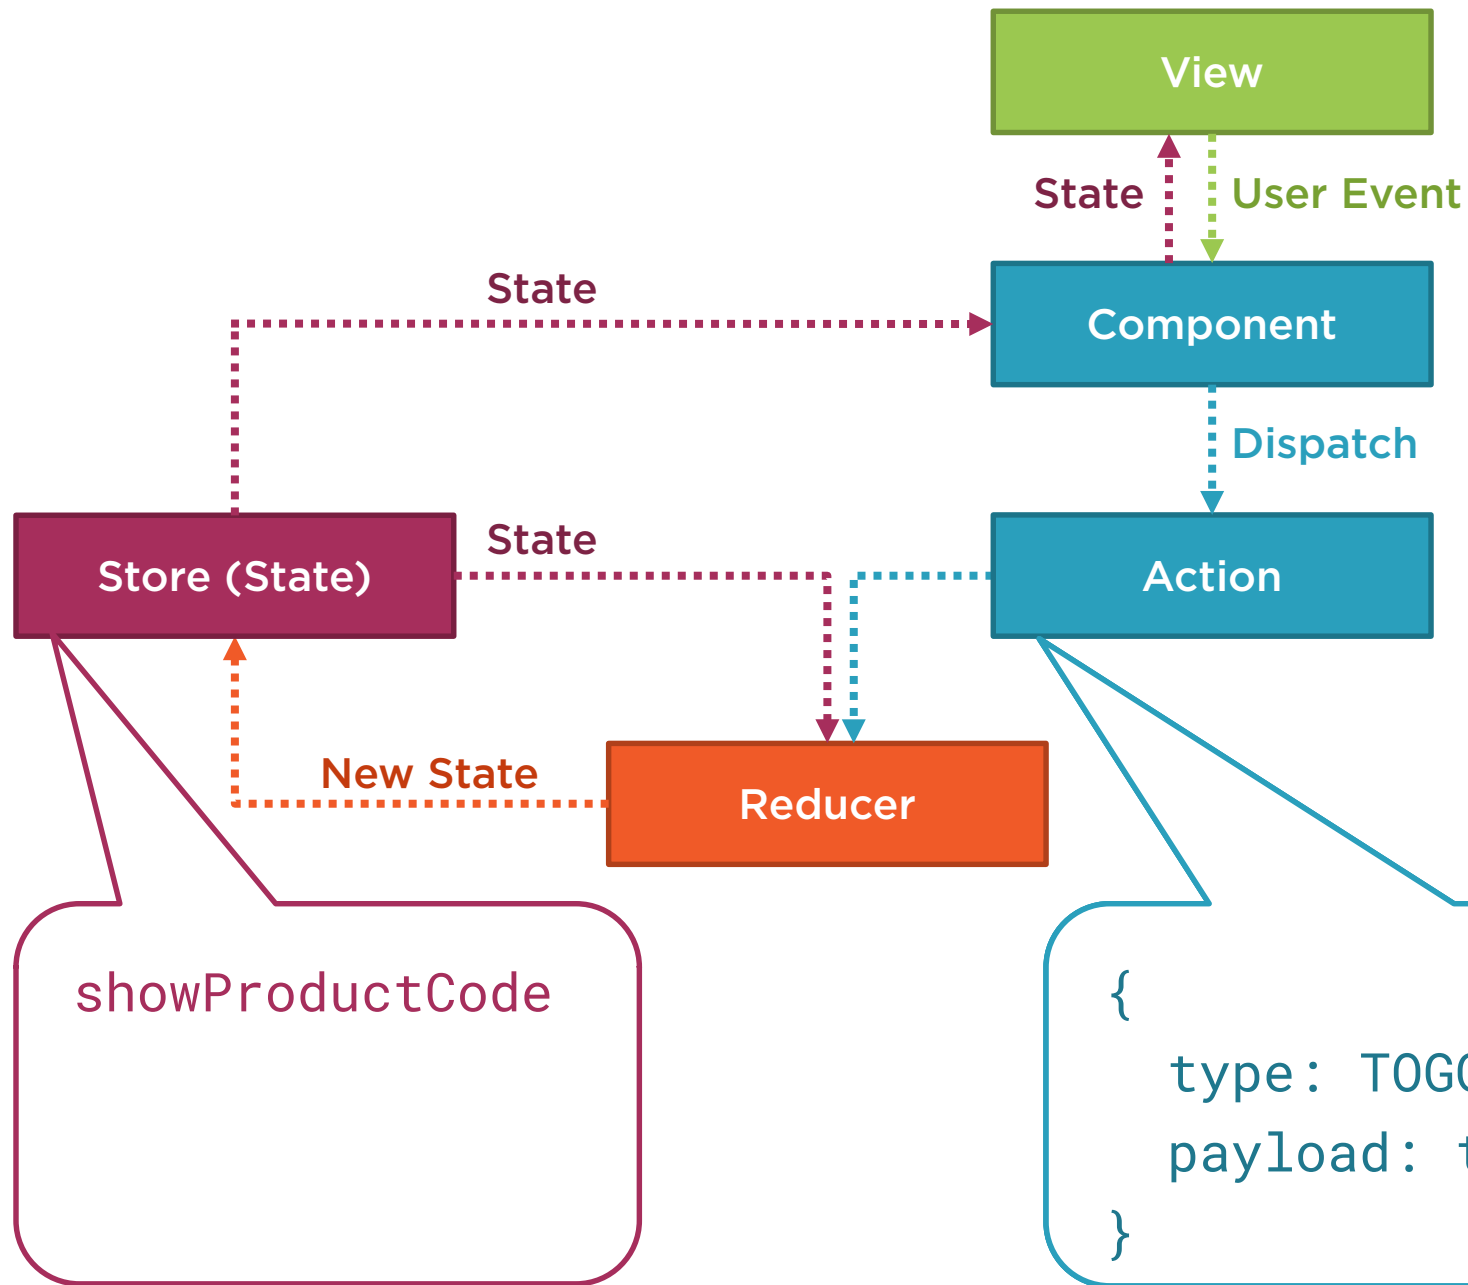 View
State
User Event
State
Component
Dispatch
Store (State)
State
Action
New State
Reducer
showProductCode
{
type:
payload:
}